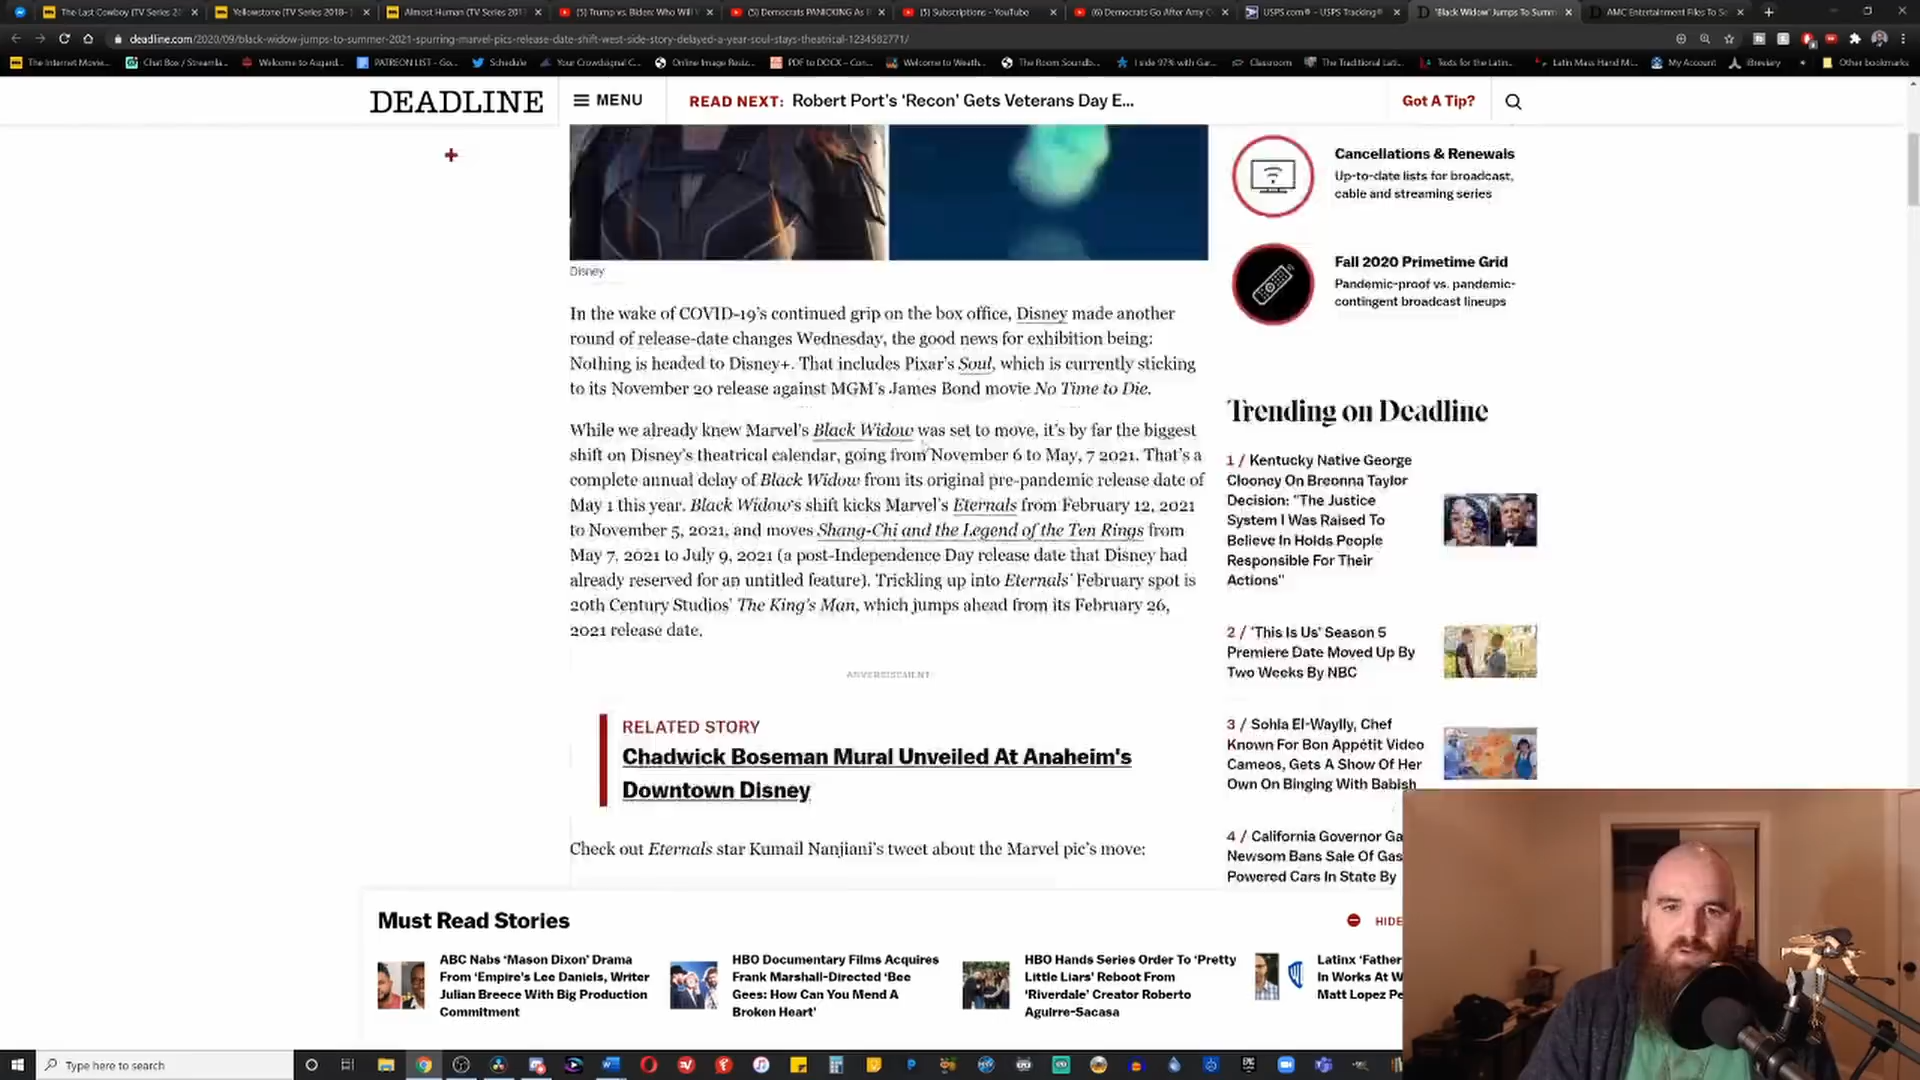 The Last Cowboy (TV Series 2
Yellowstone (TV Series 2018– )
Almost Human (TV Series 201
(5) Trump vs. Biden: Who Will
(5) Democrats PANICKING As
(5) Subscriptions - YouTube
(6) Democrats Go After Amy C
USPS.com® - USPS Tracking®
'Black Widow' Jumps To Summ
AMC Entertainment Files To Se
deadline.com/2020/09/black-widow-jumps-to-summer-2021-spurring-marvel-pics-release-date-shift-west-side-story-delayed-a-year-soul-stays-theatrical-1234582771/
The Internet Movie...
Chat Box / Streamla...
Welcome to Asgard...
PATREON LIST - Go...
Schedule
Your Crowdsignal C...
Online Image Resiz...
PDF to DOCX – Con...
Welcome to Weath...
The Room Soundb...
I side 97% with Gar...
Classroom
The Traditional Lati...
Texts for the Latin...
Latin Mass Hand M...
My Account
iBreviary
Other bookmarks
DEADLINE
MENU
READ NEXT: Robert Port's 'Recon' Gets Veterans Day E...
Got A Tip?
Disney
In the wake of COVID-19's continued grip on the box office, Disney made another
round of release-date changes Wednesday, the good news for exhibition being:
Nothing is headed to Disney+. That includes Pixar's Soul, which is currently sticking
to its November 20 release against MGM's James Bond movie No Time to Die.
While we already knew Marvel's Black Widow was set to move, it's by far the biggest
shift on Disney's theatrical calendar, going from November 6 to May, 7 2021. That's a
complete annual delay of Black Widow from its original pre-pandemic release date of
May 1 this year. Black Widow's shift kicks Marvel's Eternals from February 12, 2021
to November 5, 2021, and moves Shang-Chi and the Legend of the Ten Rings from
May 7, 2021 to July 9, 2021 (a post-Independence Day release date that Disney had
already reserved for an untitled feature). Trickling up into Eternals' February spot is
20th Century Studios' The King's Man, which jumps ahead from its February 26,
2021 release date.
ADVERTISEMENT
RELATED STORY
Chadwick Boseman Mural Unveiled At Anaheim's
Downtown Disney
Check out Eternals star Kumail Nanjiani's tweet about the Marvel pic's move:
Cancellations & Renewals
Up-to-date lists for broadcast,
cable and streaming series
Fall 2020 Primetime Grid
Pandemic-proof vs. pandemic-
contingent broadcast lineups
Trending on Deadline
1 / Kentucky Native George
Clooney On Breonna Taylor
Decision: "The Justice
System I Was Raised To
Believe In Holds People
Responsible For Their
Actions"
2 / 'This Is Us' Season 5
Premiere Date Moved Up By
Two Weeks By NBC
3 / Sohla El-Waylly, Chef
Known For Bon Appétit Video
Cameos, Gets A Show Of Her
Own On Binging With Babish
4 / California Governor Ga
Newsom Bans Sale Of Gas
Powered Cars In State By
Must Read Stories
HIDE
ABC Nabs 'Mason Dixon' Drama
From 'Empire's Lee Daniels, Writer
Julian Breece With Big Production
Commitment
HBO Documentary Films Acquires
Frank Marshall-Directed 'Bee
Gees: How Can You Mend A
Broken Heart'
HBO Hands Series Order To 'Pretty
Little Liars' Reboot From
'Riverdale' Creator Roberto
Aguirre-Sacasa
Latinx 'Father
In Works At W
Matt Lopez Pe
Type here to search